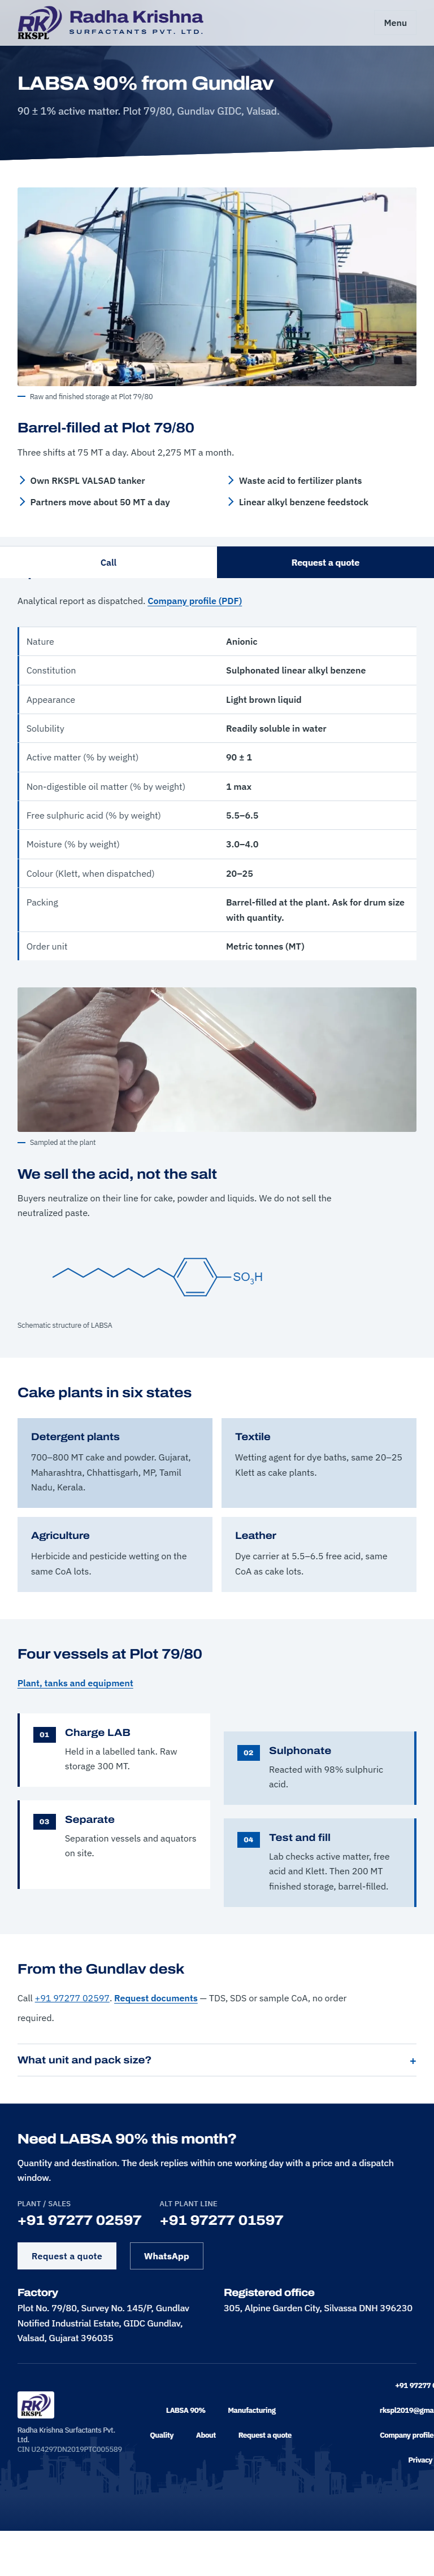 RK
RKSPL
Radha Krishna
SURFACTANTS PVT. LTD.
Menu
LABSA 90% from Gundlav
90 ± 1% active matter. Plot 79/80, Gundlav GIDC, Valsad.
Raw and finished storage at Plot 79/80
Barrel-filled at Plot 79/80
Three shifts at 75 MT a day. About 2,275 MT a month.
Own RKSPL VALSAD tanker
Waste acid to fertilizer plants
Partners move about 50 MT a day
Linear alkyl benzene feedstock
Call
Request a quote
Analytical report as dispatched. Company profile (PDF)
Nature Anionic
Constitution Sulphonated linear alkyl benzene
Appearance Light brown liquid
Solubility Readily soluble in water
Active matter (% by weight) 90 ± 1
Non-digestible oil matter (% by weight) 1 max
Free sulphuric acid (% by weight) 5.5–6.5
Moisture (% by weight) 3.0–4.0
Colour (Klett, when dispatched) 20–25
Packing Barrel-filled at the plant. Ask for drum size
with quantity.
Order unit Metric tonnes (MT)
Sampled at the plant
We sell the acid, not the salt
Buyers neutralize on their line for cake, powder and liquids. We do not sell the
neutralized paste.
SO3H
Schematic structure of LABSA
Cake plants in six states
Detergent plants
700–800 MT cake and powder. Gujarat,
Maharashtra, Chhattisgarh, MP, Tamil
Nadu, Kerala.
Textile
Wetting agent for dye baths, same 20–25
Klett as cake plants.
Agriculture
Herbicide and pesticide wetting on the
same CoA lots.
Leather
Dye carrier at 5.5–6.5 free acid, same
CoA as cake lots.
Four vessels at Plot 79/80
Plant, tanks and equipment
01 Charge LAB
Held in a labelled tank. Raw
storage 300 MT.
02 Sulphonate
Reacted with 98% sulphuric
acid.
03 Separate
Separation vessels and aquators
on site.
04 Test and fill
Lab checks active matter, free
acid and Klett. Then 200 MT
finished storage, barrel-filled.
From the Gundlav desk
Call +91 97277 02597. Request documents — TDS, SDS or sample CoA, no order
required.
What unit and pack size? +
Need LABSA 90% this month?
Quantity and destination. The desk replies within one working day with a price and a dispatch
window.
PLANT / SALES
+91 97277 02597
ALT PLANT LINE
+91 97277 01597
Request a quote
WhatsApp
Factory
Plot No. 79/80, Survey No. 145/P, Gundlav
Notified Industrial Estate, GIDC Gundlav,
Valsad, Gujarat 396035
Registered office
305, Alpine Garden City, Silvassa DNH 396230
RK
RKSPL
Radha Krishna Surfactants Pvt.
Ltd.
CIN U24297DN2019PTC005589
LABSA 90% Manufacturing
Quality About Request a quote
+91 97277
rkspl2019@gma
Company profile
Privacy